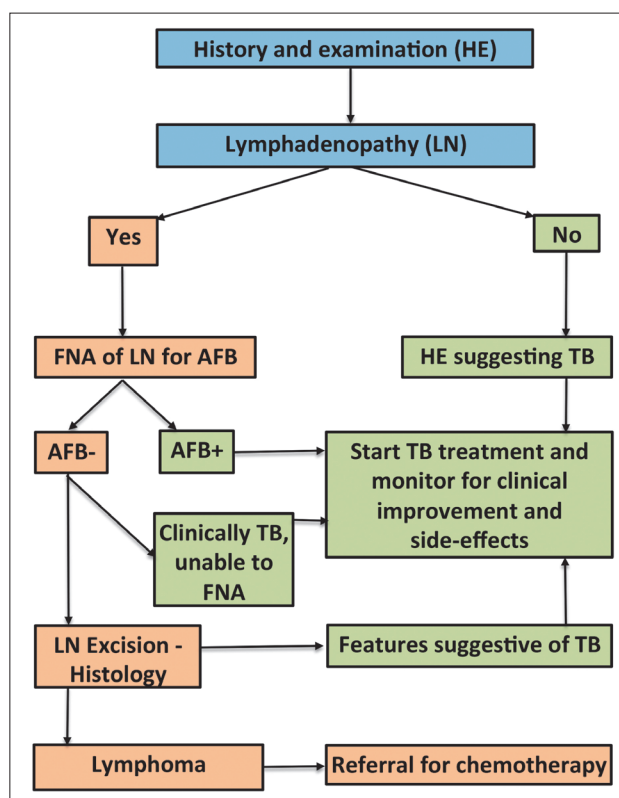 History and examination (HE)
Lymphadenopathy (LN)
Yes
No
FNA of LN for AFB
HE suggesting TB
AFB-
AFB+
Start TB treatment and
monitor for clinical
improvement and
side-effects
Clinically TB,
unable to
FNA
LN Excision -
Histology
Features suggestive of TB
Lymphoma
Referral for chemotherapy